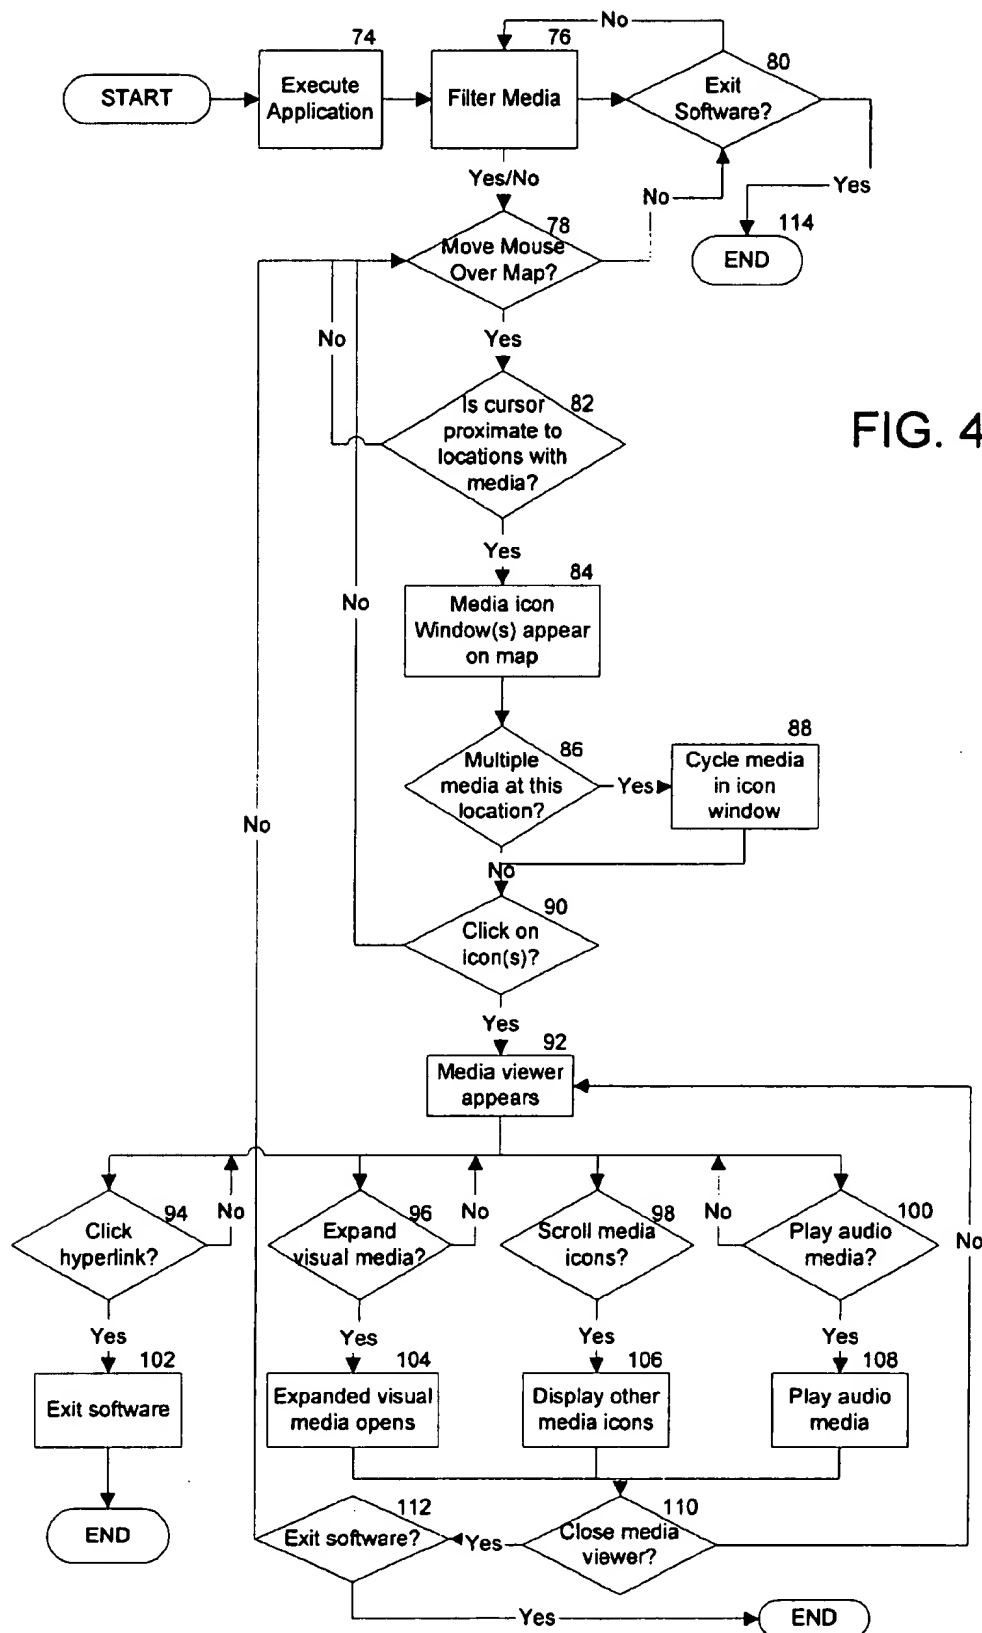 No
74
76
80
START
Execute
Application
Filter Media
Exit
Software?
Yes/No
No
Yes
78
114
Move Mouse
Over Map?
END
No
Yes
82
Is cursor
proximate to
locations with
media?
FIG. 4
Yes
84
No
Media icon
Window(s) appear
on map
86
88
Multiple
media at this
location?
Yes
Cycle media
in icon
window
No
No
90
Click on
icon(s)?
Yes
92
Media viewer
appears
94
No
96
No
98
No
100
Click
hyperlink?
Expand
visual media?
Scroll media
icons?
Play audio
media?
No
Yes
Yes
Yes
Yes
102
104
106
108
Exit software
Expanded visual
media opens
Display other
media icons
Play audio
media
112
110
END
Exit software?
Yes
Close media
viewer?
Yes
END